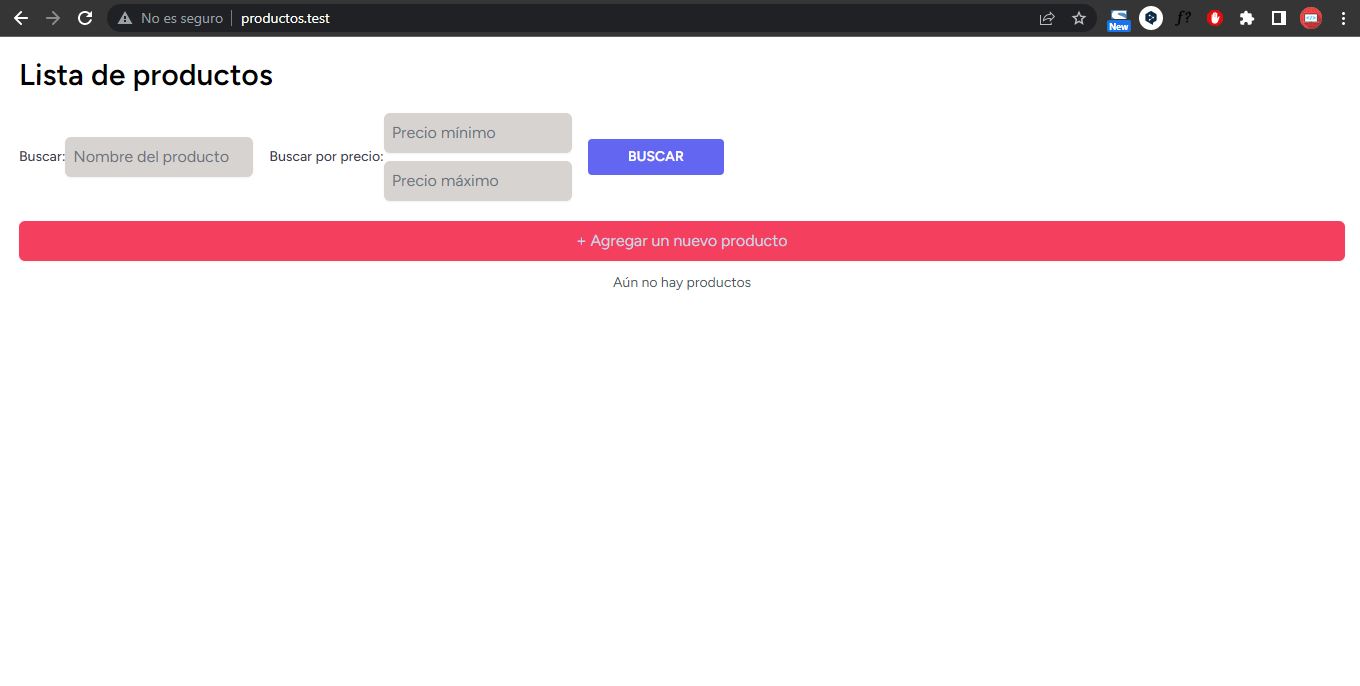 No es seguro productos.test
New
f?
Lista de productos
Buscar: Nombre del producto
Buscar por precio: Precio mínimo
Precio máximo
BUSCAR
+ Agregar un nuevo producto
Aún no hay productos